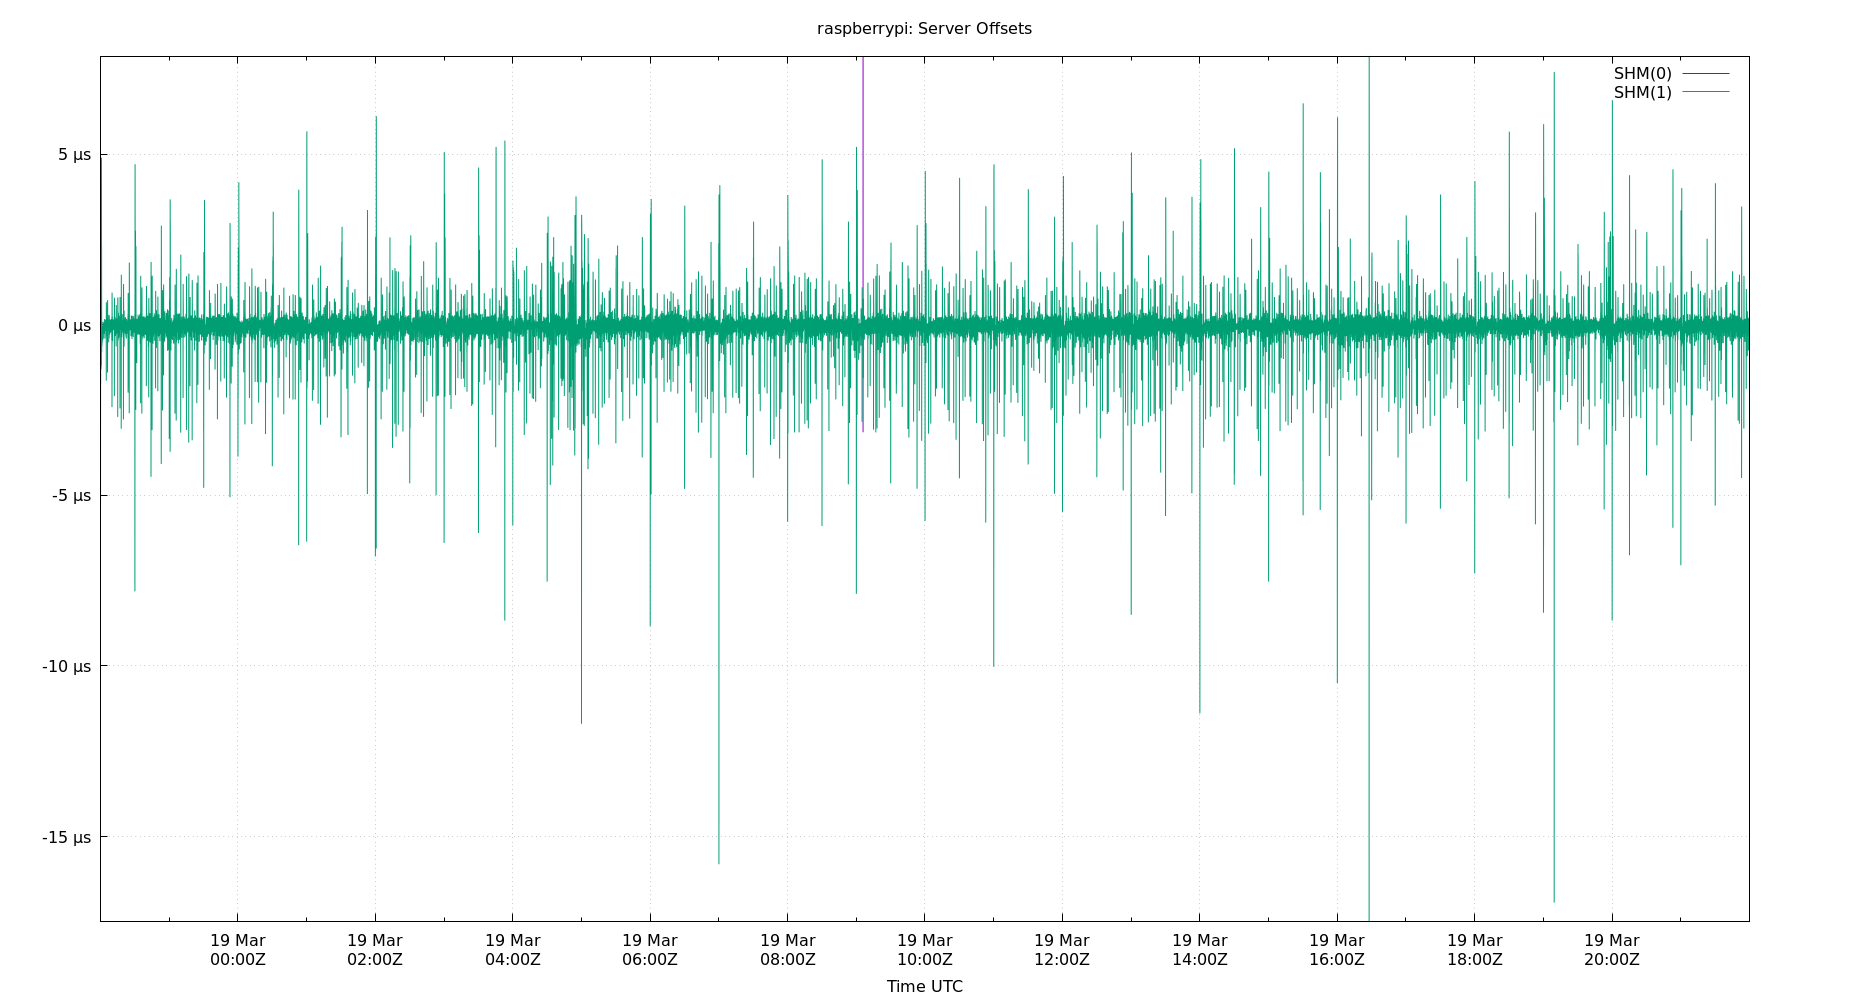 raspberrypi: Server Offsets
SHM(0)
SHM(1)
5 µs
0 µs
-5 µs
-10 µs
-15 µs
19 Mar 19 Mar 19 Mar 19 Mar 19 Mar 19 Mar 19 Mar 19 Mar 19 Mar 19 Mar 19 Mar
00:00Z 02:00Z 04:00Z 06:00Z 08:00Z 10:00Z 12:00Z 14:00Z 16:00Z 18:00Z 20:00Z
Time UTC